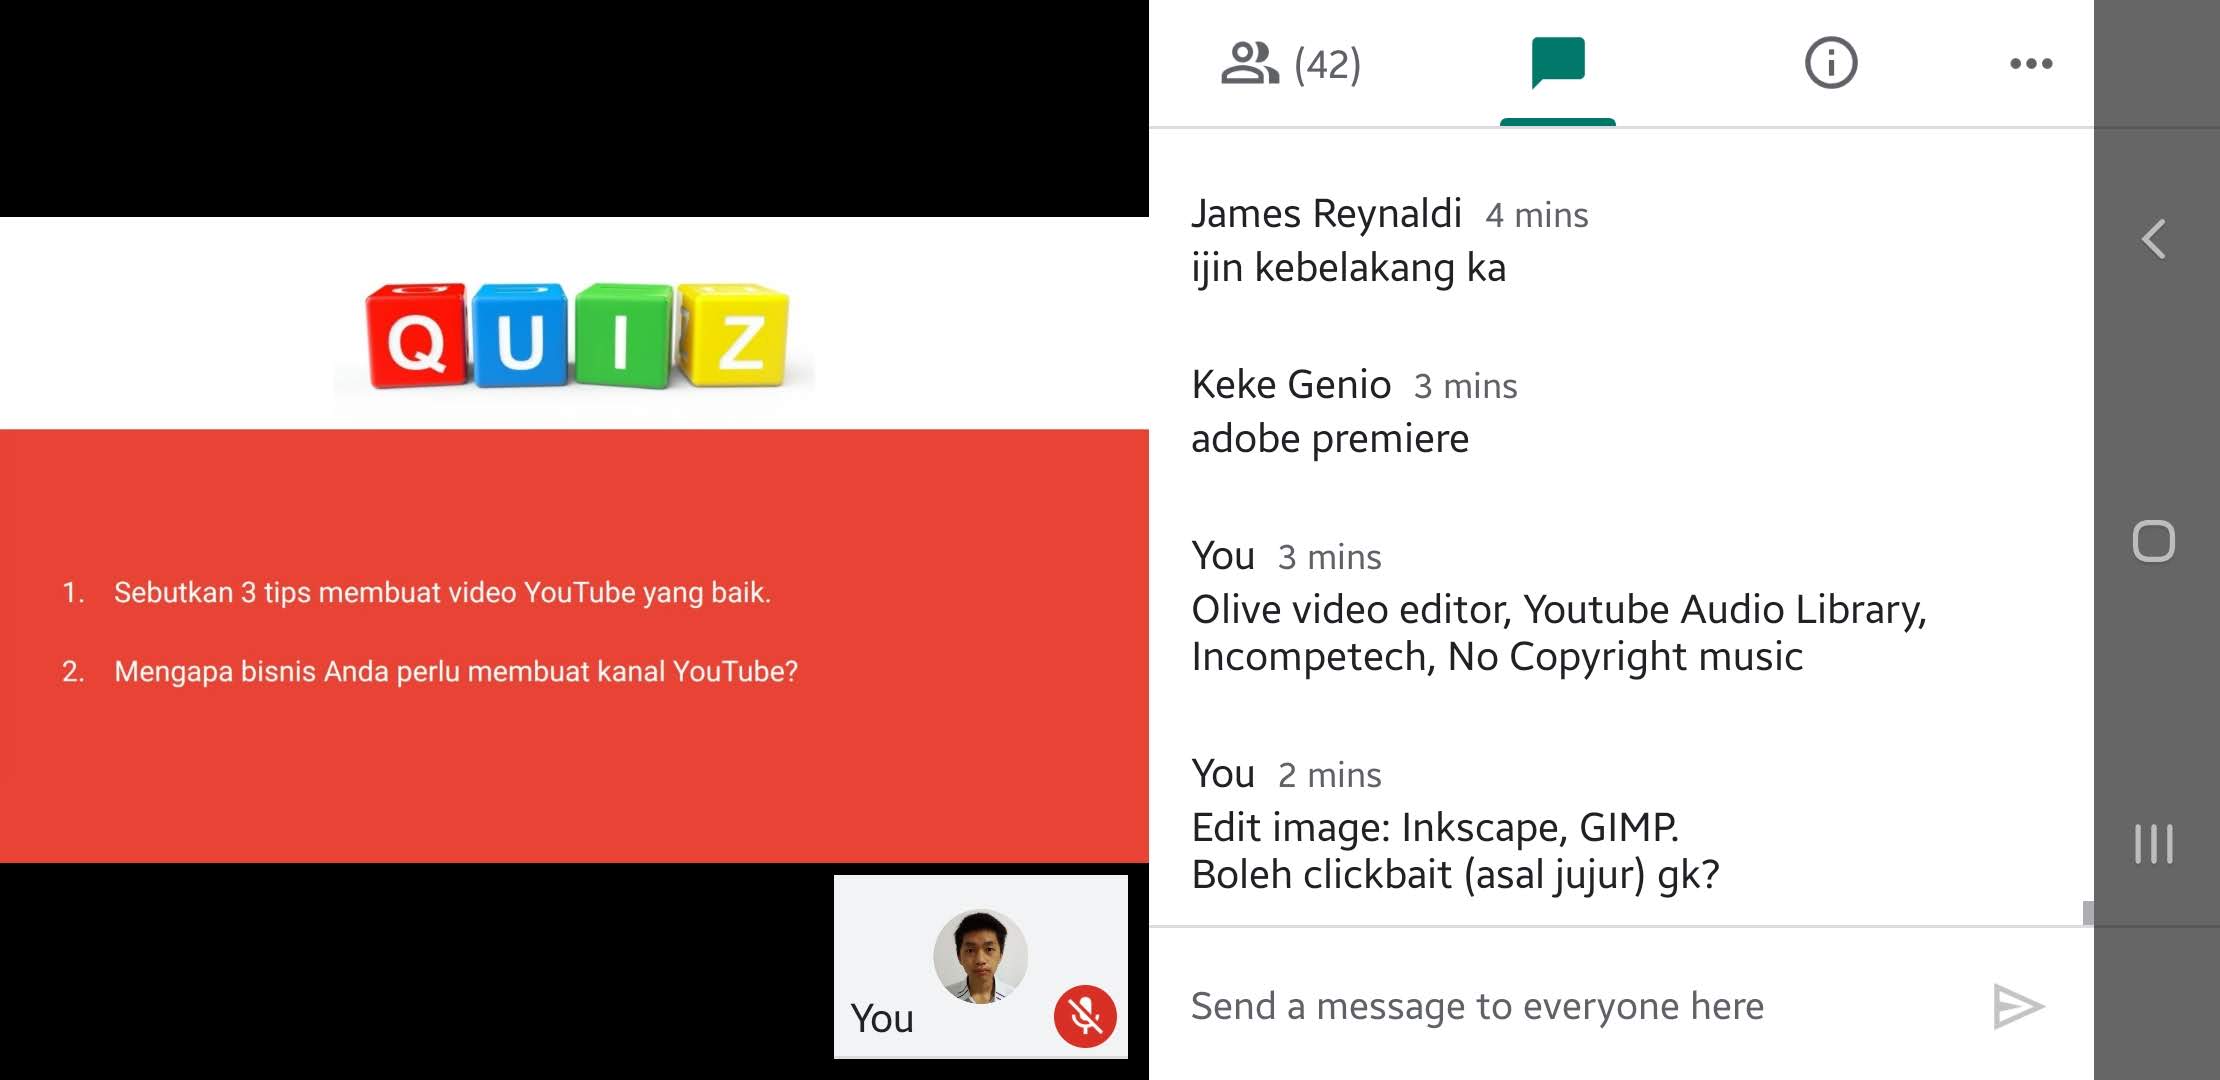 QUIZ
1. Sebutkan 3 tips membuat video YouTube yang baik.
2. Mengapa bisnis Anda perlu membuat kanal YouTube?
You
(42)
James Reynaldi 4 mins
ijin kebelakang ka
Keke Genio 3 mins
adobe premiere
You 3 mins
Olive video editor, Youtube Audio Library,
Incompetech, No Copyright music
You 2 mins
Edit image: Inkscape, GIMP.
Boleh clickbait (asal jujur) gk?
Send a message to everyone here